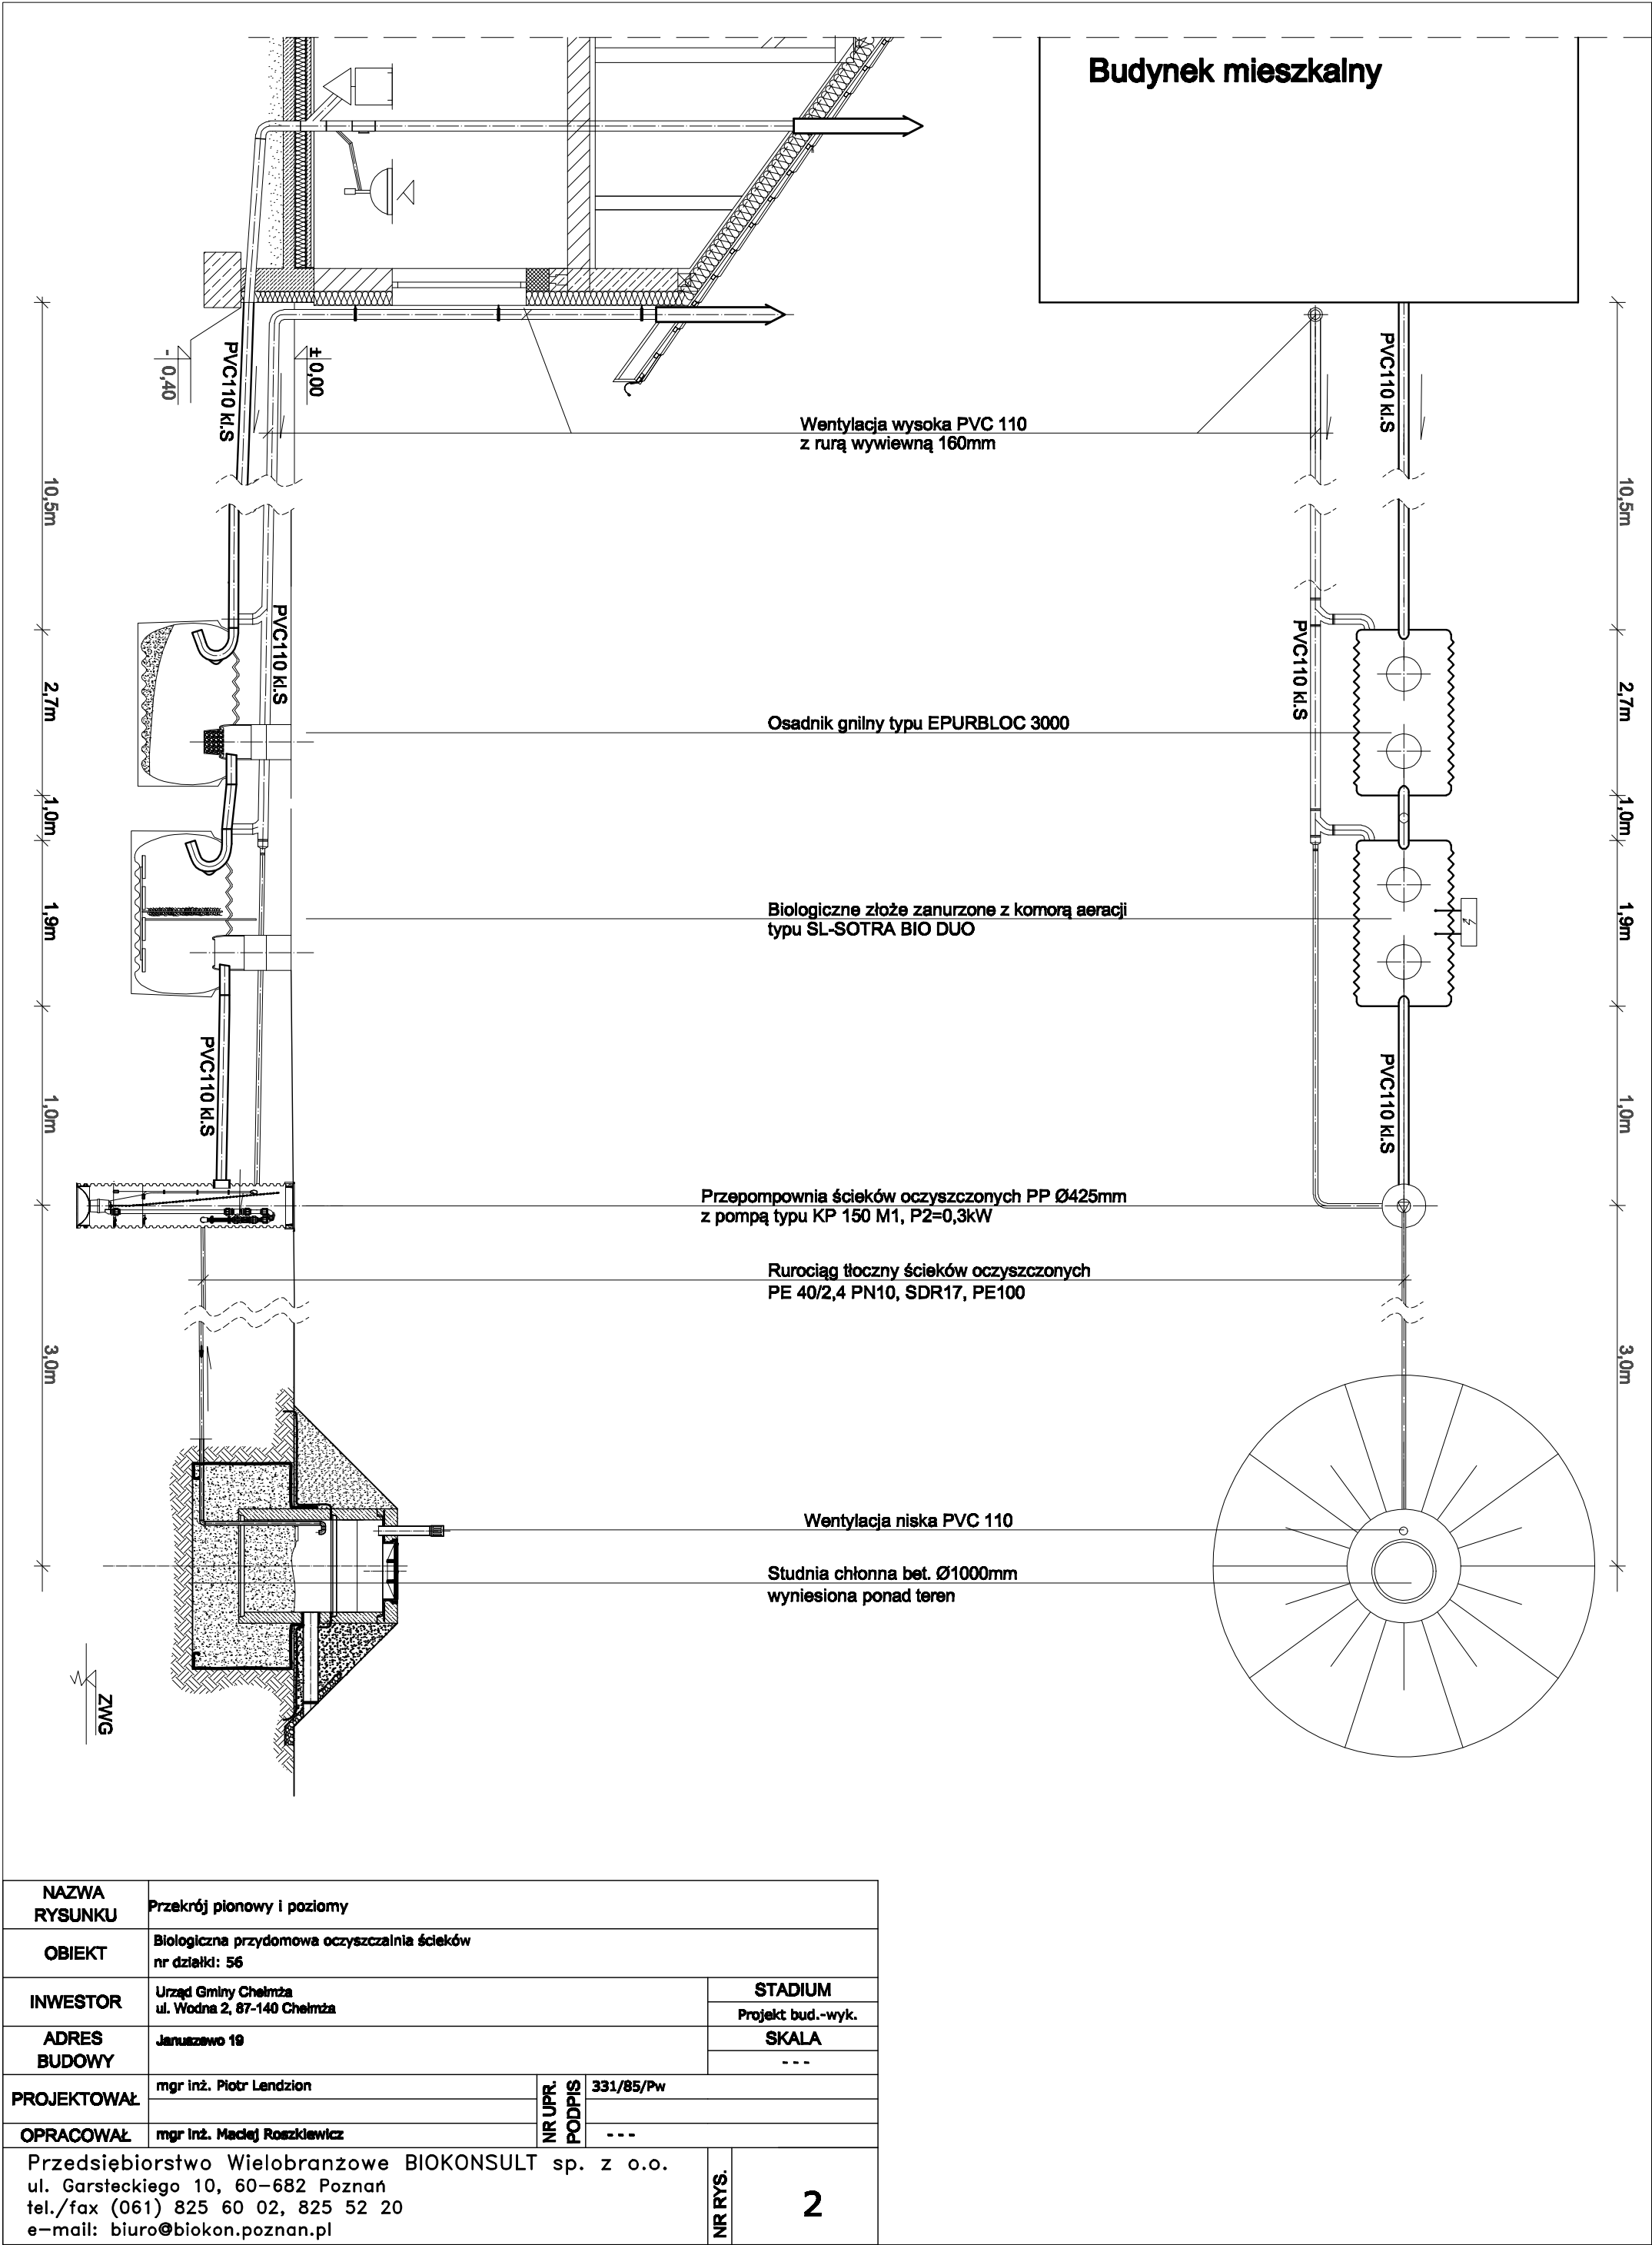 Budynek mieszkalny
± 0,00
- 0,40
PVC110 kl.S
PVC110 kl.S
Wentylacja wysoka PVC 110
z rurą wywiewną 160mm
10,5m
10,5m
PVC110 kl.S
PVC110 kl.S
2,7m
Osadnik gnilny typu EPURBLOC 3000
2,7m
1,0m
1,0m
1,9m
Biologiczne złoże zanurzone z komorą aeracji
typu SL-SOTRA BIO DUO
1,9m
PVC110 kl.S
PVC110 kl.S
1,0m
1,0m
Przepompownia ścieków oczyszczonych PP Ø425mm
z pompą typu KP 150 M1, P2=0,3kW
Rurociąg tłoczny ścieków oczyszczonych
PE 40/2,4 PN10, SDR17, PE100
3,0m
3,0m
Wentylacja niska PVC 110
Studnia chłonna bet. Ø1000mm
wyniesiona ponad teren
ZWG
NAZWA
RYSUNKU
Przekrój pionowy i poziomy
OBIEKT
Biologiczna przydomowa oczyszczalnia ścieków
nr działki: 56
INWESTOR
Urząd Gminy Chełmża
ul. Wodna 2, 87-140 Chełmża
STADIUM
Projekt bud.-wyk.
ADRES
BUDOWY
Januszewo 19
SKALA
- - -
PROJEKTOWAŁ
mgr inż. Piotr Lendzion
NR UPR.
PODPIS
331/85/Pw
OPRACOWAŁ
mgr inż. Maciej Roszkiewicz
- - -
Przedsiębiorstwo Wielobranżowe BIOKONSULT sp. z o.o.
ul. Garsteckiego 10, 60-682 Poznań
tel./fax (061) 825 60 02, 825 52 20
e-mail: biuro@biokon.poznan.pl
NR RYS.
2